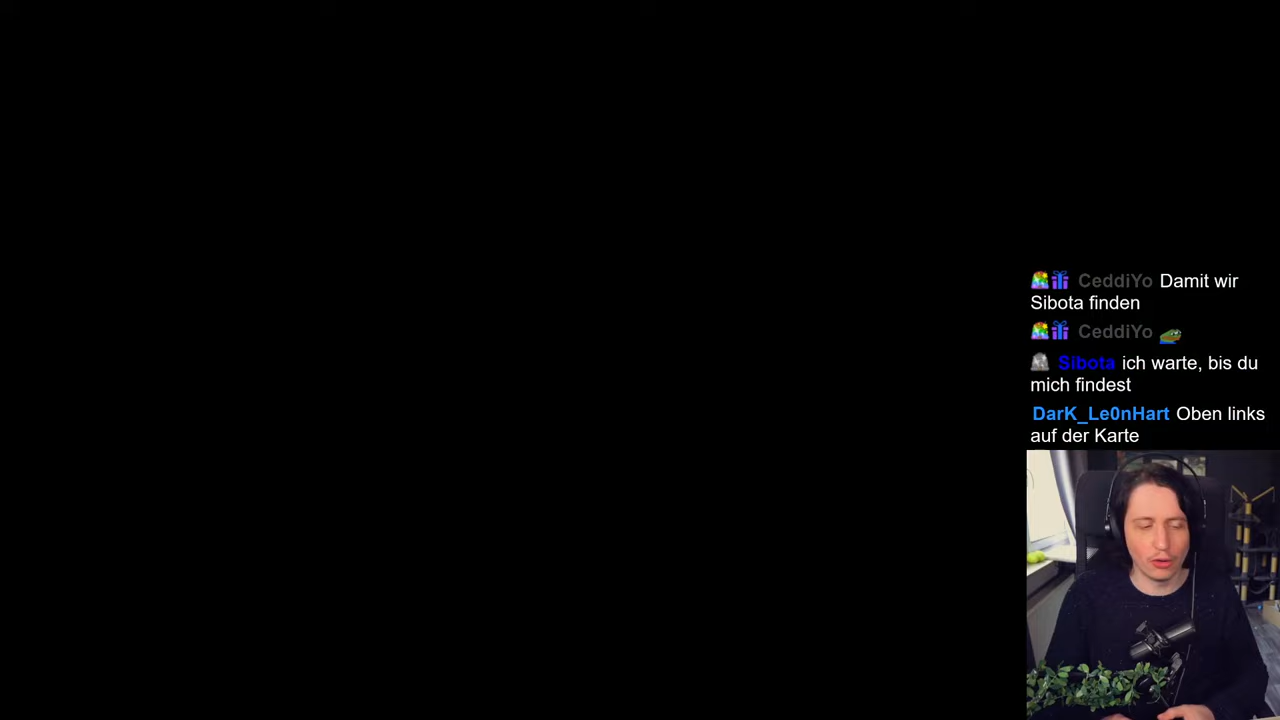 CeddiYo Damit wir
Sibota finden
CeddiYo
Sibota ich warte, bis du
mich findest
DarK_Le0nHart Oben links
auf der Karte